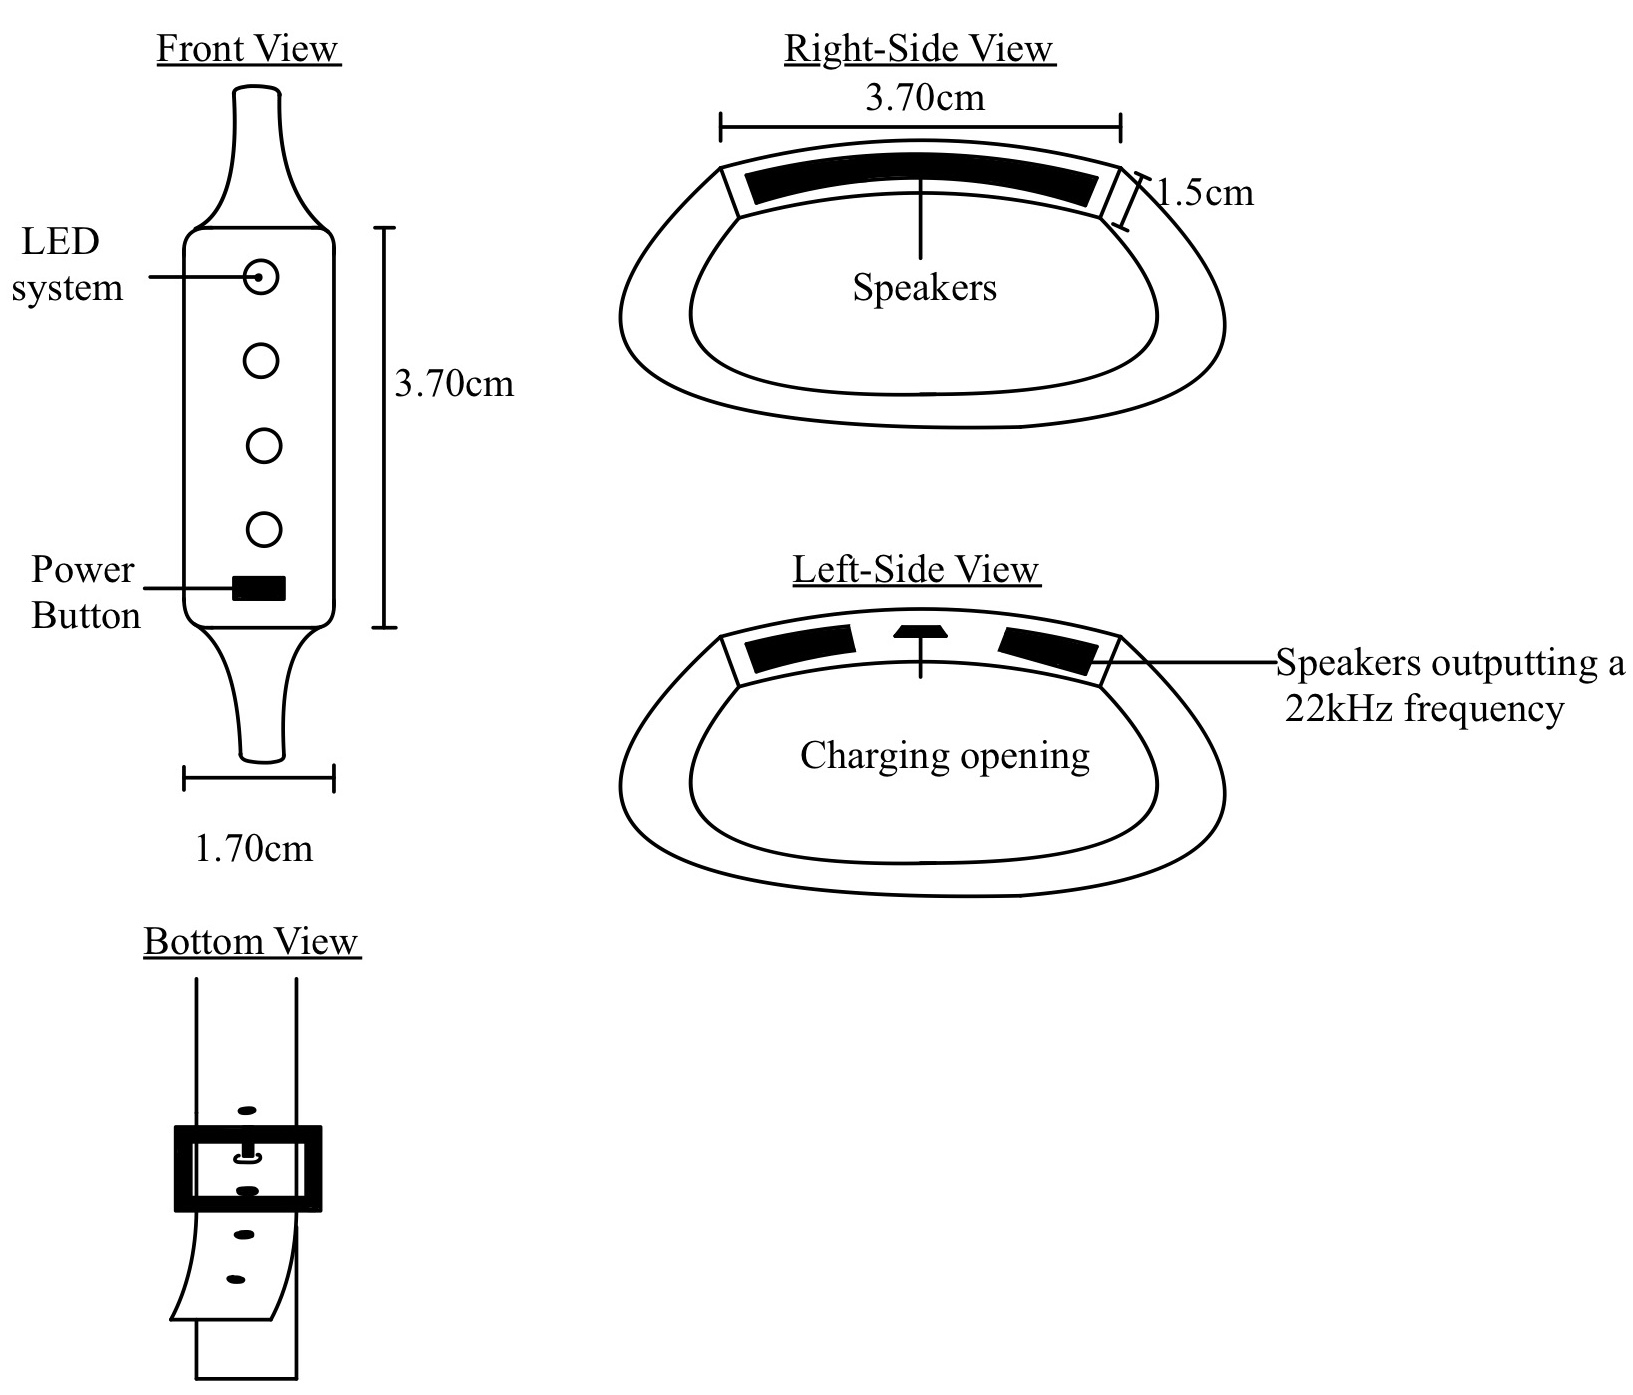 Front View
LED
system
3.70cm
Power
Button
1.70cm
Bottom View
Right-Side View
3.70cm
1.5cm
Speakers
Left-Side View
Speakers outputting a
22kHz frequency
Charging opening